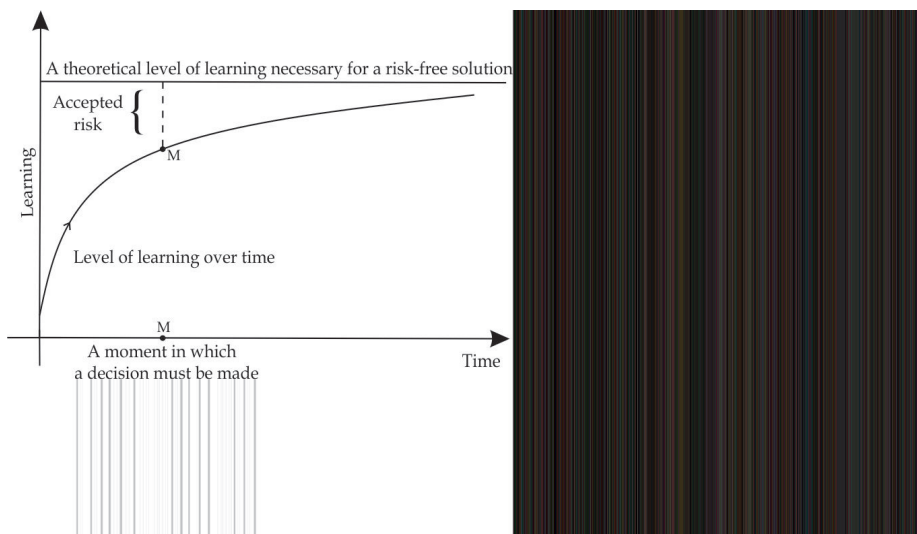 A theoretical level of learning necessary for a risk-free solution
Accepted
risk
M
Learning
Level of learning over time
M
A moment in which
a decision must be made
Time